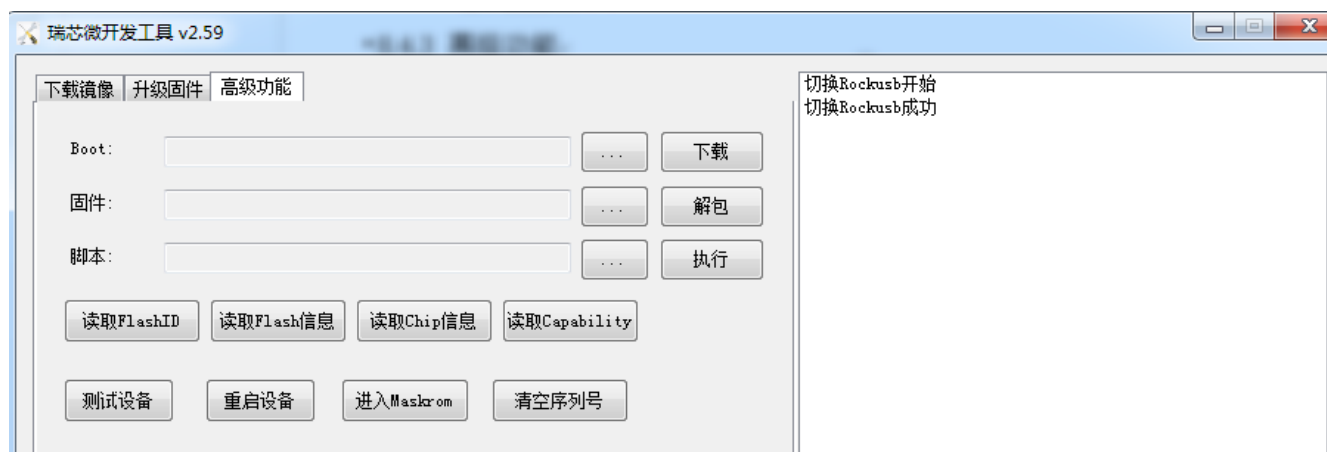 瑞芯微开发工具 v2.59
下载镜像 升级固件 高级功能
Boot: ... 下载
固件: ... 解包
脚本: ... 执行
读取FlashID 读取Flash信息 读取Chip信息 读取Capability
测试设备 重启设备 进入Maskrom 清空序列号
切换Rockusb开始
切换Rockusb成功